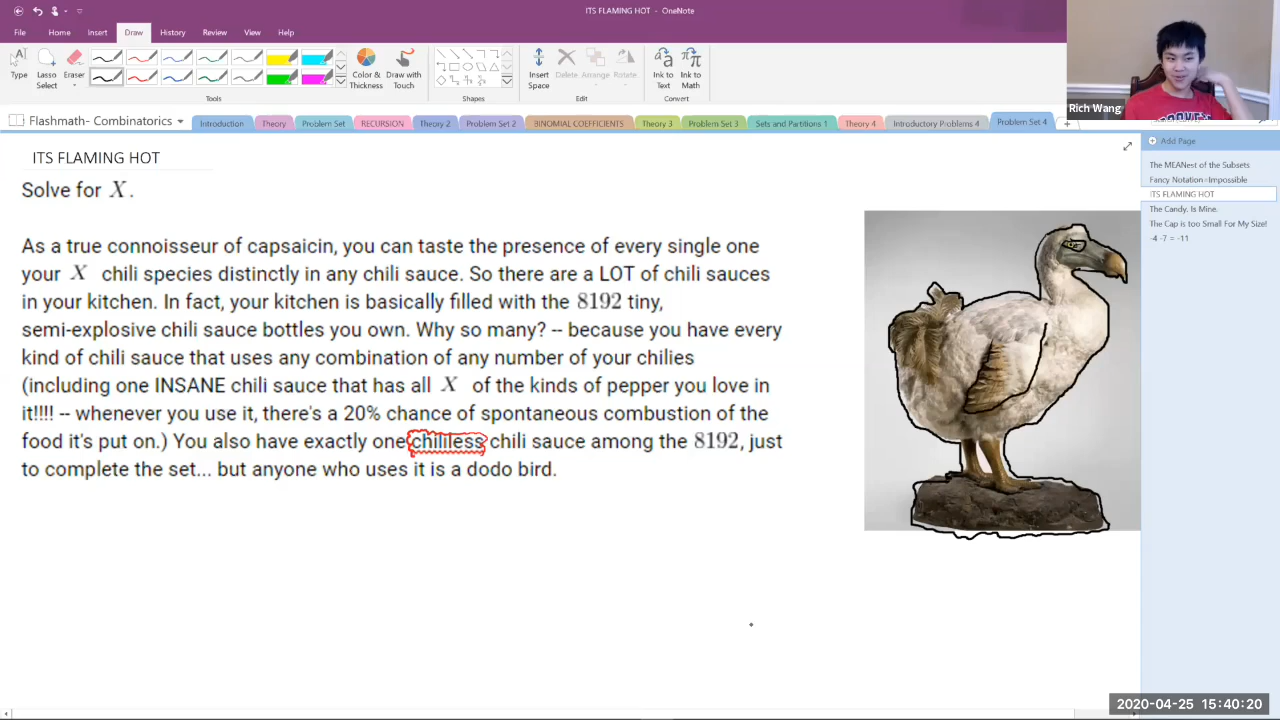 ITS FLAMING HOT - OneNote
File Home Insert Draw History Review View Help
Type
Lasso Select
Eraser
Color & Thickness
Draw with Touch
Insert Space
Delete
Arrange
Rotate
Ink to Text
Ink to Math
Tools
Shapes
Edit
Convert
Rich Wang
Flashmath- Combinatorics
Introduction Theory Problem Set RECURSION Theory 2 Problem Set 2 BINOMIAL COEFFICIENTS Theory 3 Problem Set 3 Sets and Partitions 1 Theory 4 Introductory Problems 4 Problem Set 4
Add Page
The MEANest of the Subsets
Fancy Notation=Impossible
ITS FLAMING HOT
The Candy. Is Mine.
The Cap is too Small For My Size!
-4 -7 = -11
ITS FLAMING HOT
Solve for X.
As a true connoisseur of capsaicin, you can taste the presence of every single one
your X chili species distinctly in any chili sauce. So there are a LOT of chili sauces
in your kitchen. In fact, your kitchen is basically filled with the 8192 tiny,
semi-explosive chili sauce bottles you own. Why so many? -- because you have every
kind of chili sauce that uses any combination of any number of your chilies
(including one INSANE chili sauce that has all X of the kinds of pepper you love in
it!!!! -- whenever you use it, there's a 20% chance of spontaneous combustion of the
food it's put on.) You also have exactly one chililess chili sauce among the 8192, just
to complete the set... but anyone who uses it is a dodo bird.
2020-04-25 15:40:20